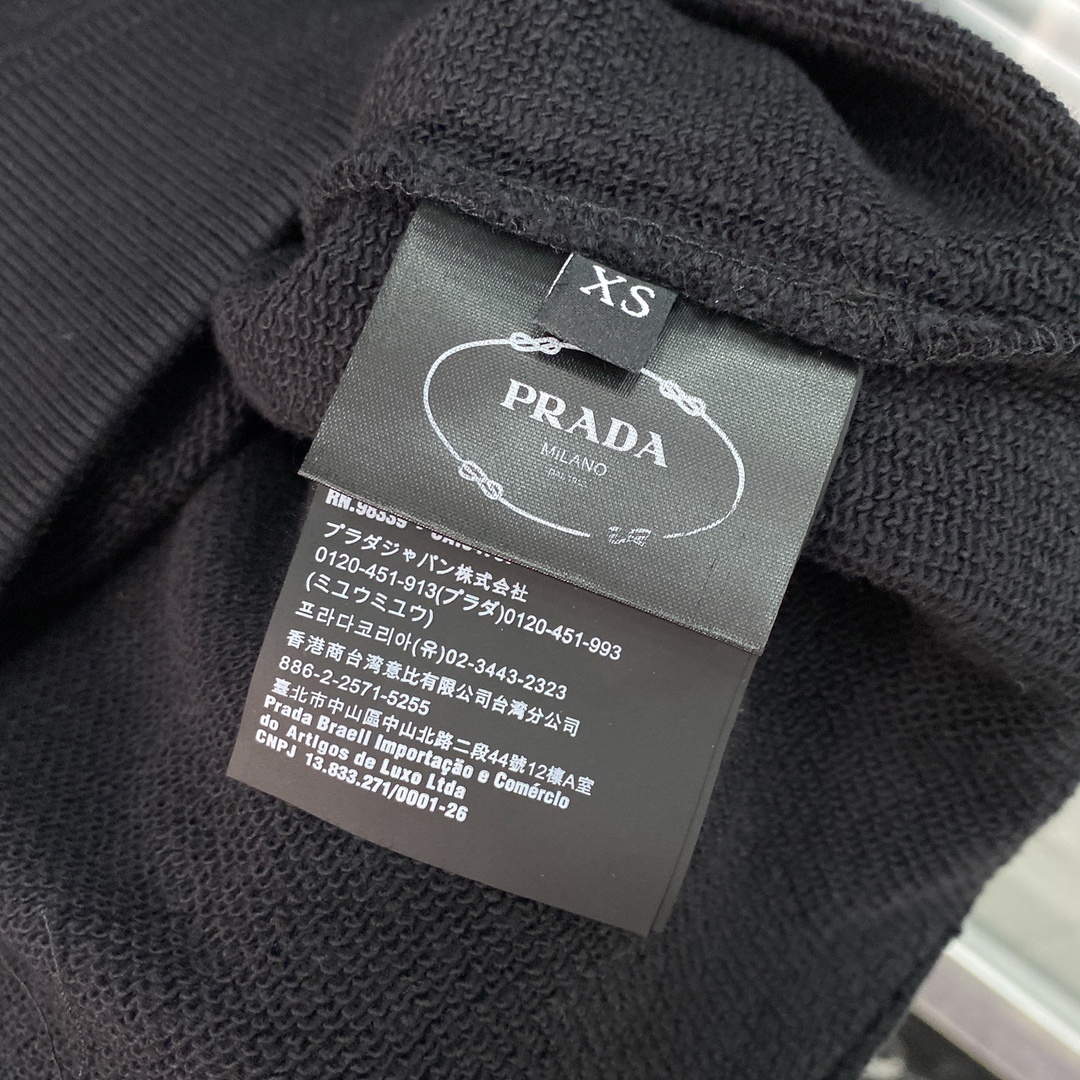 XS
PRADA
MILANO
プラダジャパン株式会社
0120-451-913(プラダ)0120-451-993
(ミユウミユウ)
프라다코리아(유)02-3443-2323
香港商台湾意比有限公司台湾分公司
886-2-2571-5255
臺北市中山區中山北路二段44號12樓A室
Prada Braell Importação e Comércio
do Artigos de Luxo Ltda
CNPJ 13.833.271/0001-26